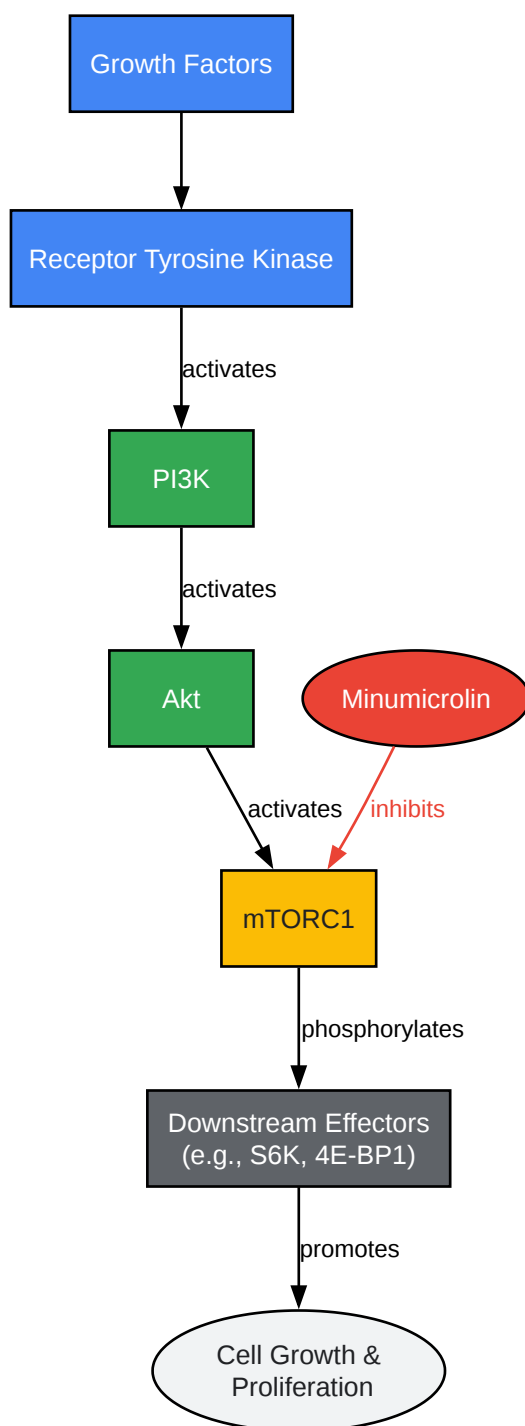 Growth Factors
Receptor Tyrosine Kinase
activates
PI3K
activates
Akt
Minumicrolin
activates
inhibits
mTORC1
phosphorylates
Downstream Effectors
(e.g., S6K, 4E-BP1)
promotes
Cell Growth &
Proliferation